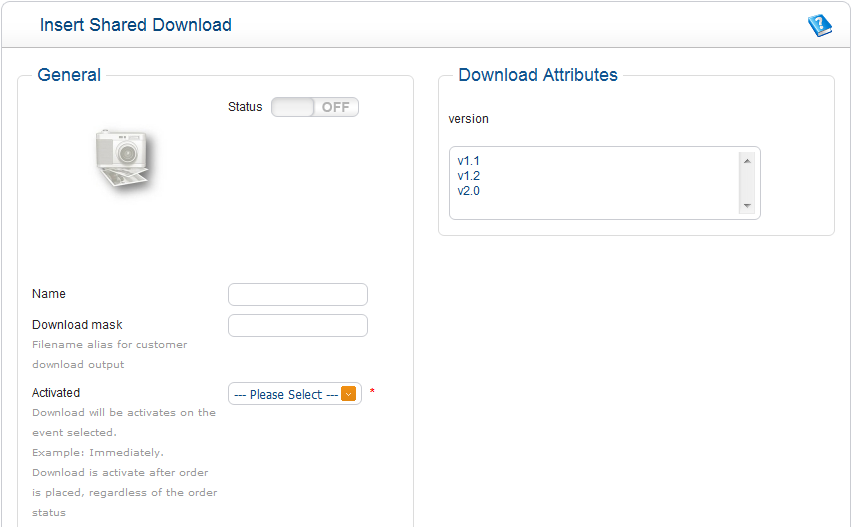 Insert Shared Download
General
Status OFF
Name
Download mask
Filename alias for customer
download output
Activated --- Please Select --- *
Download will be activates on the
event selected.
Example: Immediately.
Download is activate after order
is placed, regardless of the order
status
Download Attributes
version
v1.1
v1.2
v2.0